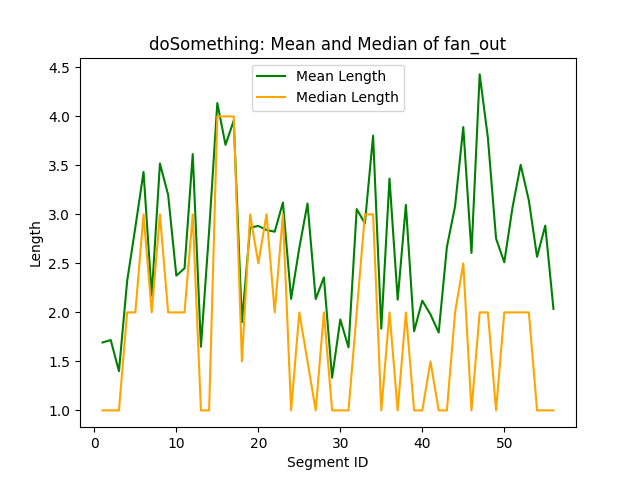 doSomething: Mean and Median of fan_out
Mean Length
Median Length
4.5
4.0
3.5
3.0
2.5
2.0
1.5
1.0
Length
0 10 20 30 40 50
Segment ID